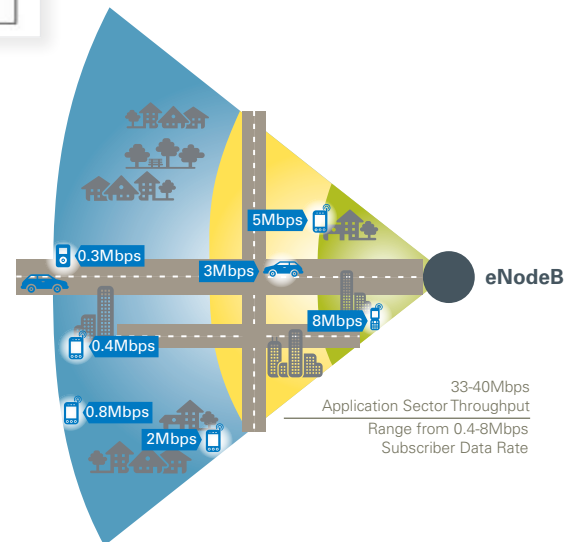 5Mbps
0.3Mbps
3Mbps
eNodeB
8Mbps
0.4Mbps
33-40Mbps
Application Sector Throughput
0.8Mbps
Range from 0.4-8Mbps
2Mbps
Subscriber Data Rate